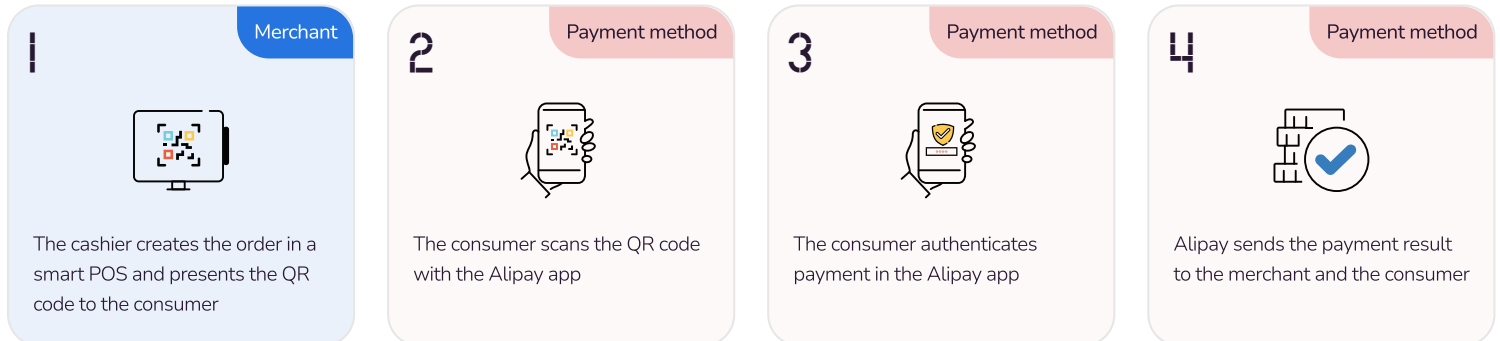 1
Merchant
The cashier creates the order in a
smart POS and presents the QR
code to the consumer
2
Payment method
The consumer scans the QR code
with the Alipay app
3
Payment method
The consumer authenticates
payment in the Alipay app
4
Payment method
Alipay sends the payment result
to the merchant and the consumer